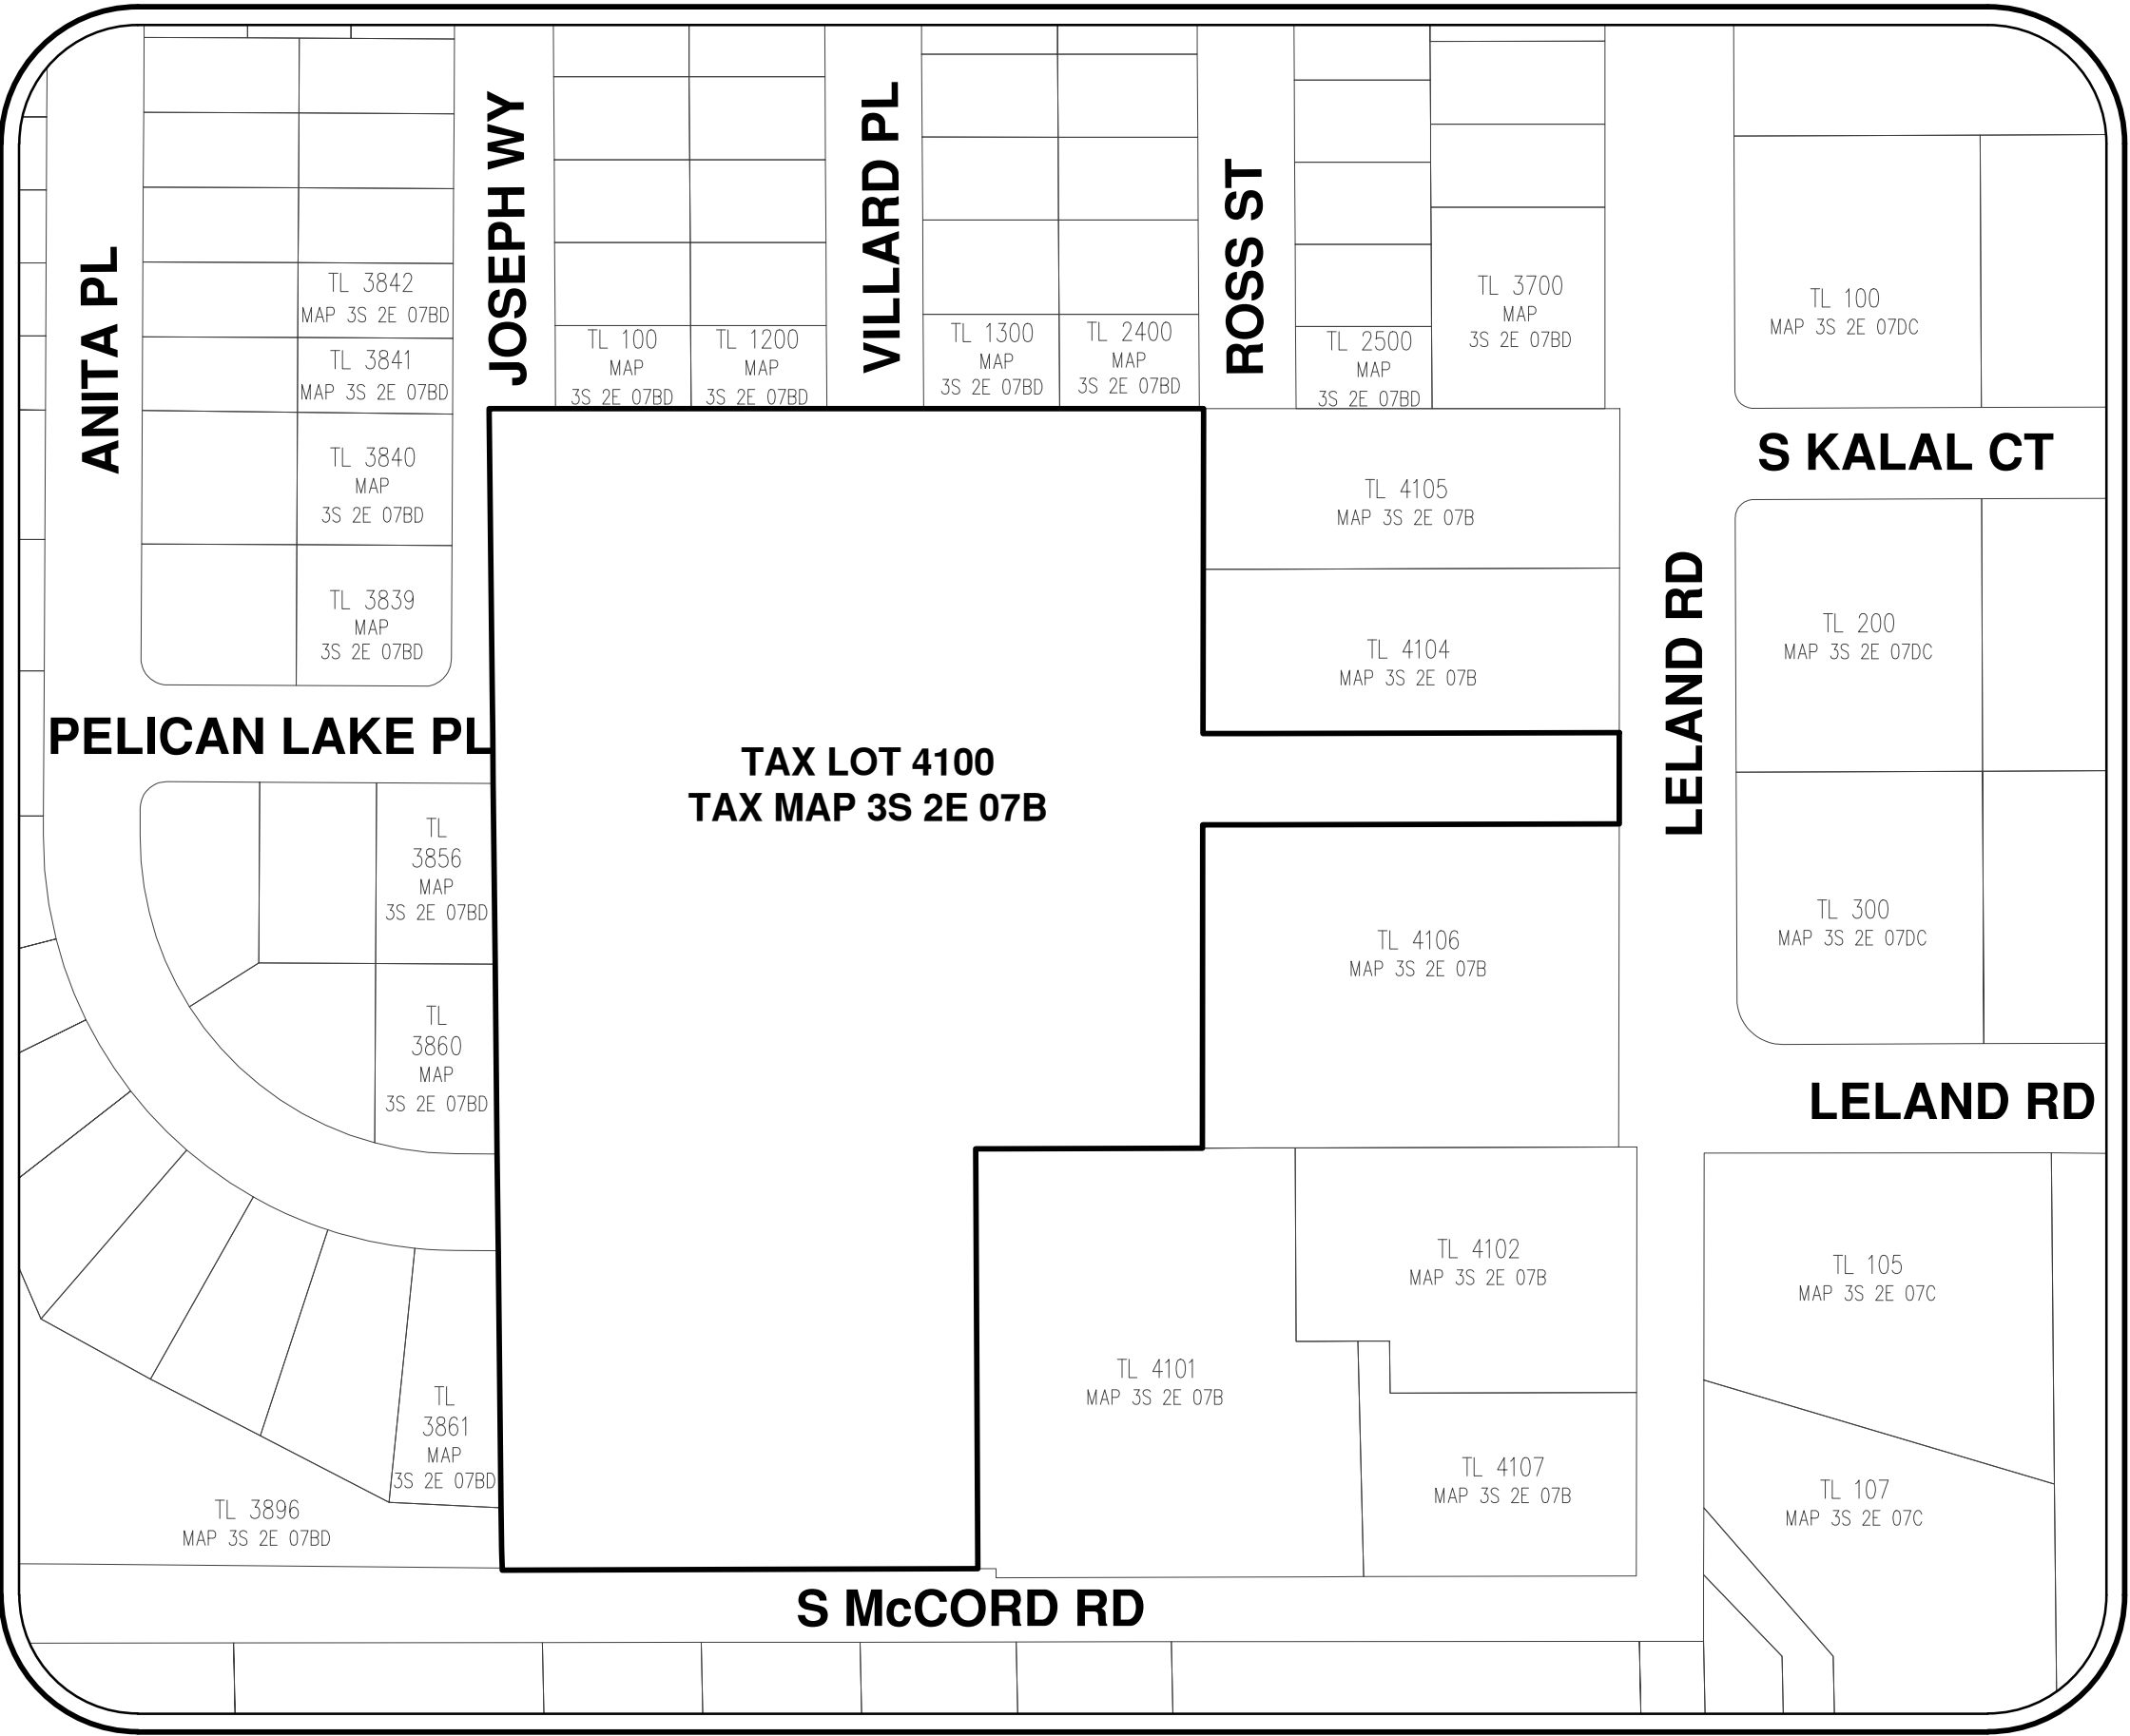 ANITA PL
JOSEPH WY
VILLARD PL
ROSS ST
TL 3842
MAP 3S 2E 07BD
TL 3841
MAP 3S 2E 07BD
TL 3840
MAP
3S 2E 07BD
TL 3839
MAP
3S 2E 07BD
TL 100
MAP
3S 2E 07BD
TL 1200
MAP
3S 2E 07BD
TL 1300
MAP
3S 2E 07BD
TL 2400
MAP
3S 2E 07BD
TL 2500
MAP
3S 2E 07BD
TL 3700
MAP
3S 2E 07BD
TL 100
MAP 3S 2E 07DC
S KALAL CT
TL 4105
MAP 3S 2E 07B
TL 4104
MAP 3S 2E 07B
LELAND RD
TL 200
MAP 3S 2E 07DC
PELICAN LAKE PL
TAX LOT 4100
TAX MAP 3S 2E 07B
TL
3856
MAP
3S 2E 07BD
TL
3860
MAP
3S 2E 07BD
TL 4106
MAP 3S 2E 07B
TL 300
MAP 3S 2E 07DC
LELAND RD
TL 4102
MAP 3S 2E 07B
TL 105
MAP 3S 2E 07C
TL 4101
MAP 3S 2E 07B
TL
3861
MAP
3S 2E 07BD
TL 4107
MAP 3S 2E 07B
TL 107
MAP 3S 2E 07C
TL 3896
MAP 3S 2E 07BD
S McCORD RD